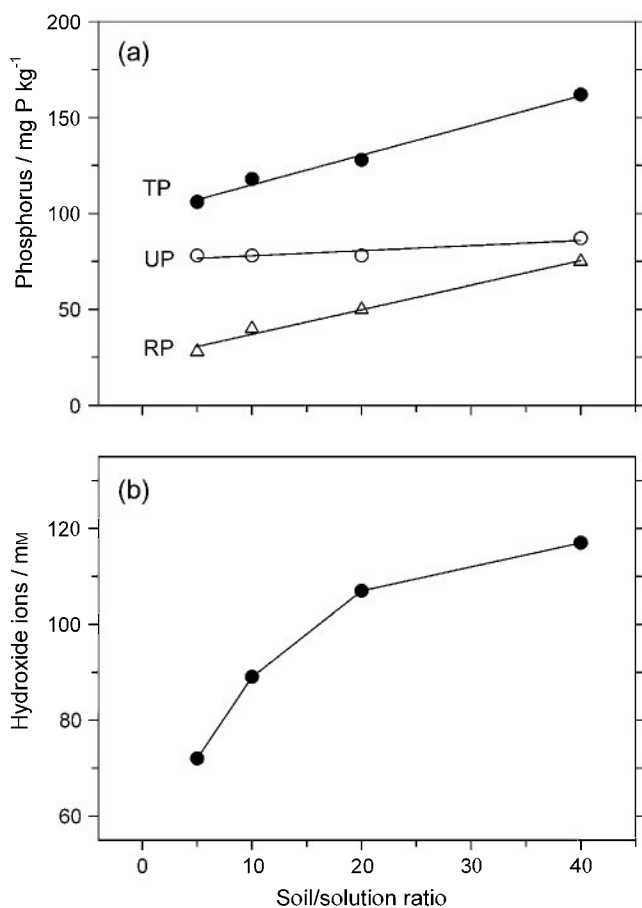 200
(a)
150
TP
100
UP
50
RP
0
Phosphorus / mg P kg⁻¹
(b)
120
100
80
60
Hydroxide ions / mM
0 10 20 30 40
Soil/solution ratio